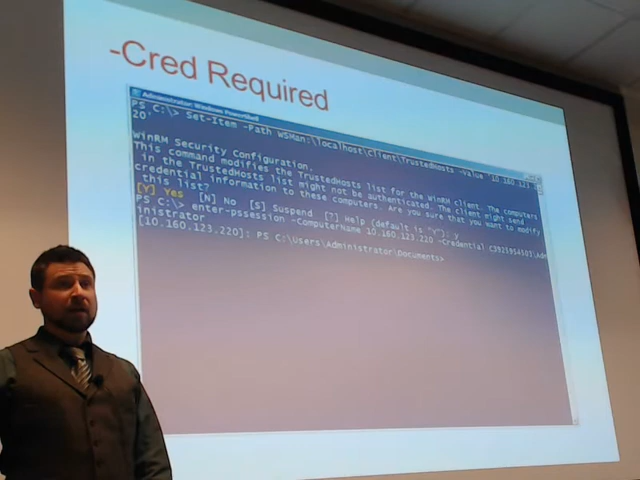 -Cred Required
Administrator: Windows PowerShell
PS C:\> Set-Item -Path WSMan:\localhost\Client\TrustedHosts -Value '10.160.123.2
20'
WinRM Security Configuration.
This command modifies the TrustedHosts list for the WinRM client. The computers
in the TrustedHosts list might not be authenticated. The client might send
credential information to these computers. Are you sure that you want to modify
this list?
[Y] Yes [N] No [S] Suspend [?] Help (default is "Y"): y
PS C:\> enter-pssession -ComputerName 10.160.123.220 -Credential CS925954503\Adm
inistrator
[10.160.123.220]: PS C:\Users\Administrator\Documents>